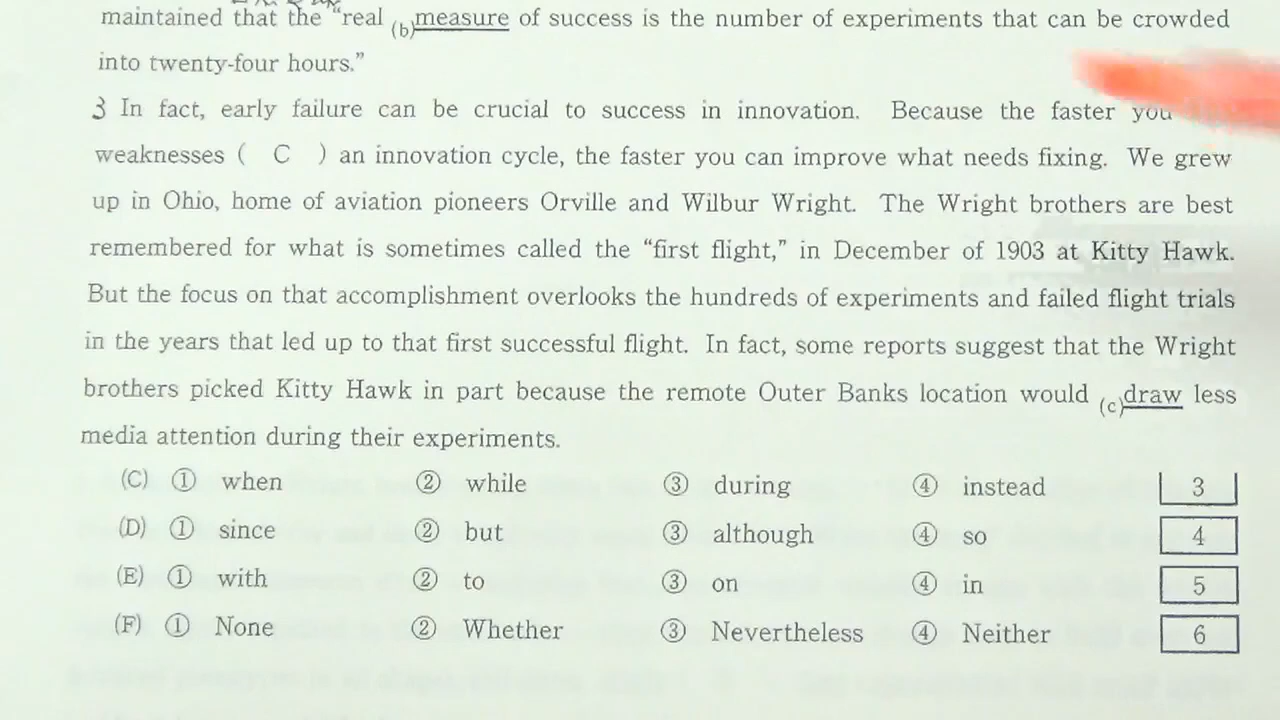 maintained that the “real (b)measure of success is the number of experiments that can be crowded
into twenty-four hours.”
3 In fact, early failure can be crucial to success in innovation. Because the faster you
weaknesses ( C ) an innovation cycle, the faster you can improve what needs fixing. We grew
up in Ohio, home of aviation pioneers Orville and Wilbur Wright. The Wright brothers are best
remembered for what is sometimes called the “first flight,” in December of 1903 at Kitty Hawk.
But the focus on that accomplishment overlooks the hundreds of experiments and failed flight trials
in the years that led up to that first successful flight. In fact, some reports suggest that the Wright
brothers picked Kitty Hawk in part because the remote Outer Banks location would (c)draw less
media attention during their experiments.
(C) ① when ② while ③ during ④ instead 3
(D) ① since ② but ③ although ④ so 4
(E) ① with ② to ③ on ④ in 5
(F) ① None ② Whether ③ Nevertheless ④ Neither 6